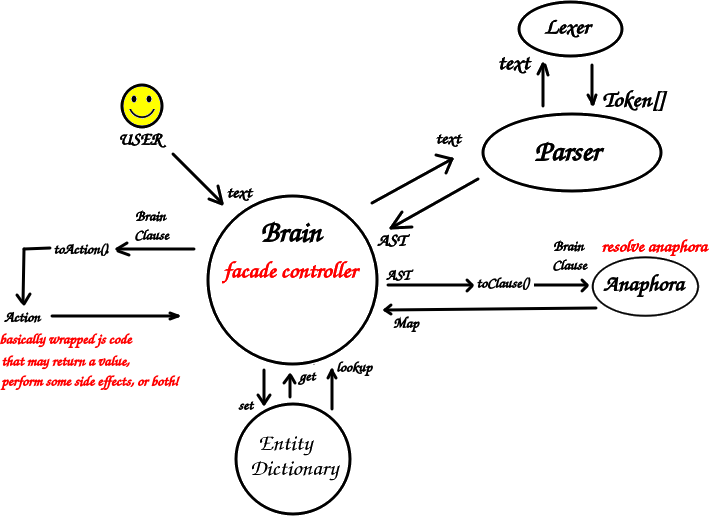 Lexer
text
Token[]
USER
text
Parser
text
Brain
facade controller
AST
Brain
Clause
toAction()
Brain
Clause
resolve anaphora
AST
toClause()
Anaphora
Action
Map
basically wrapped js code
that may return a value,
perform some side effects, or both!
set
get
lookup
Entity
Dictionary